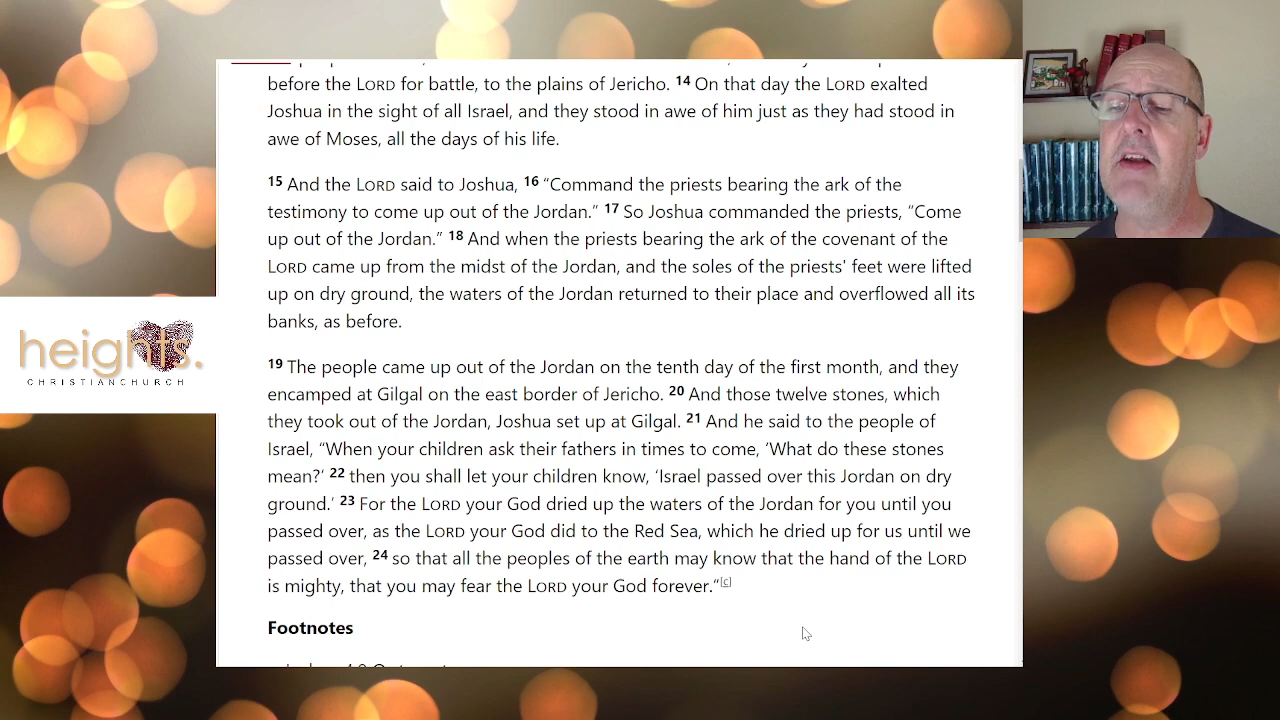 before the LORD for battle, to the plains of Jericho. 14 On that day the LORD exalted
Joshua in the sight of all Israel, and they stood in awe of him just as they had stood in
awe of Moses, all the days of his life.
15 And the LORD said to Joshua, 16 “Command the priests bearing the ark of the
testimony to come up out of the Jordan.” 17 So Joshua commanded the priests, “Come
up out of the Jordan.” 18 And when the priests bearing the ark of the covenant of the
LORD came up from the midst of the Jordan, and the soles of the priests' feet were lifted
up on dry ground, the waters of the Jordan returned to their place and overflowed all its
banks, as before.
19 The people came up out of the Jordan on the tenth day of the first month, and they
encamped at Gilgal on the east border of Jericho. 20 And those twelve stones, which
they took out of the Jordan, Joshua set up at Gilgal. 21 And he said to the people of
Israel, “When your children ask their fathers in times to come, ‘What do these stones
mean?’ 22 then you shall let your children know, ‘Israel passed over this Jordan on dry
ground.’ 23 For the LORD your God dried up the waters of the Jordan for you until you
passed over, as the LORD your God did to the Red Sea, which he dried up for us until we
passed over, 24 so that all the peoples of the earth may know that the hand of the LORD
is mighty, that you may fear the LORD your God forever.”[c]
Footnotes
heights.
CHRISTIANCHURCH